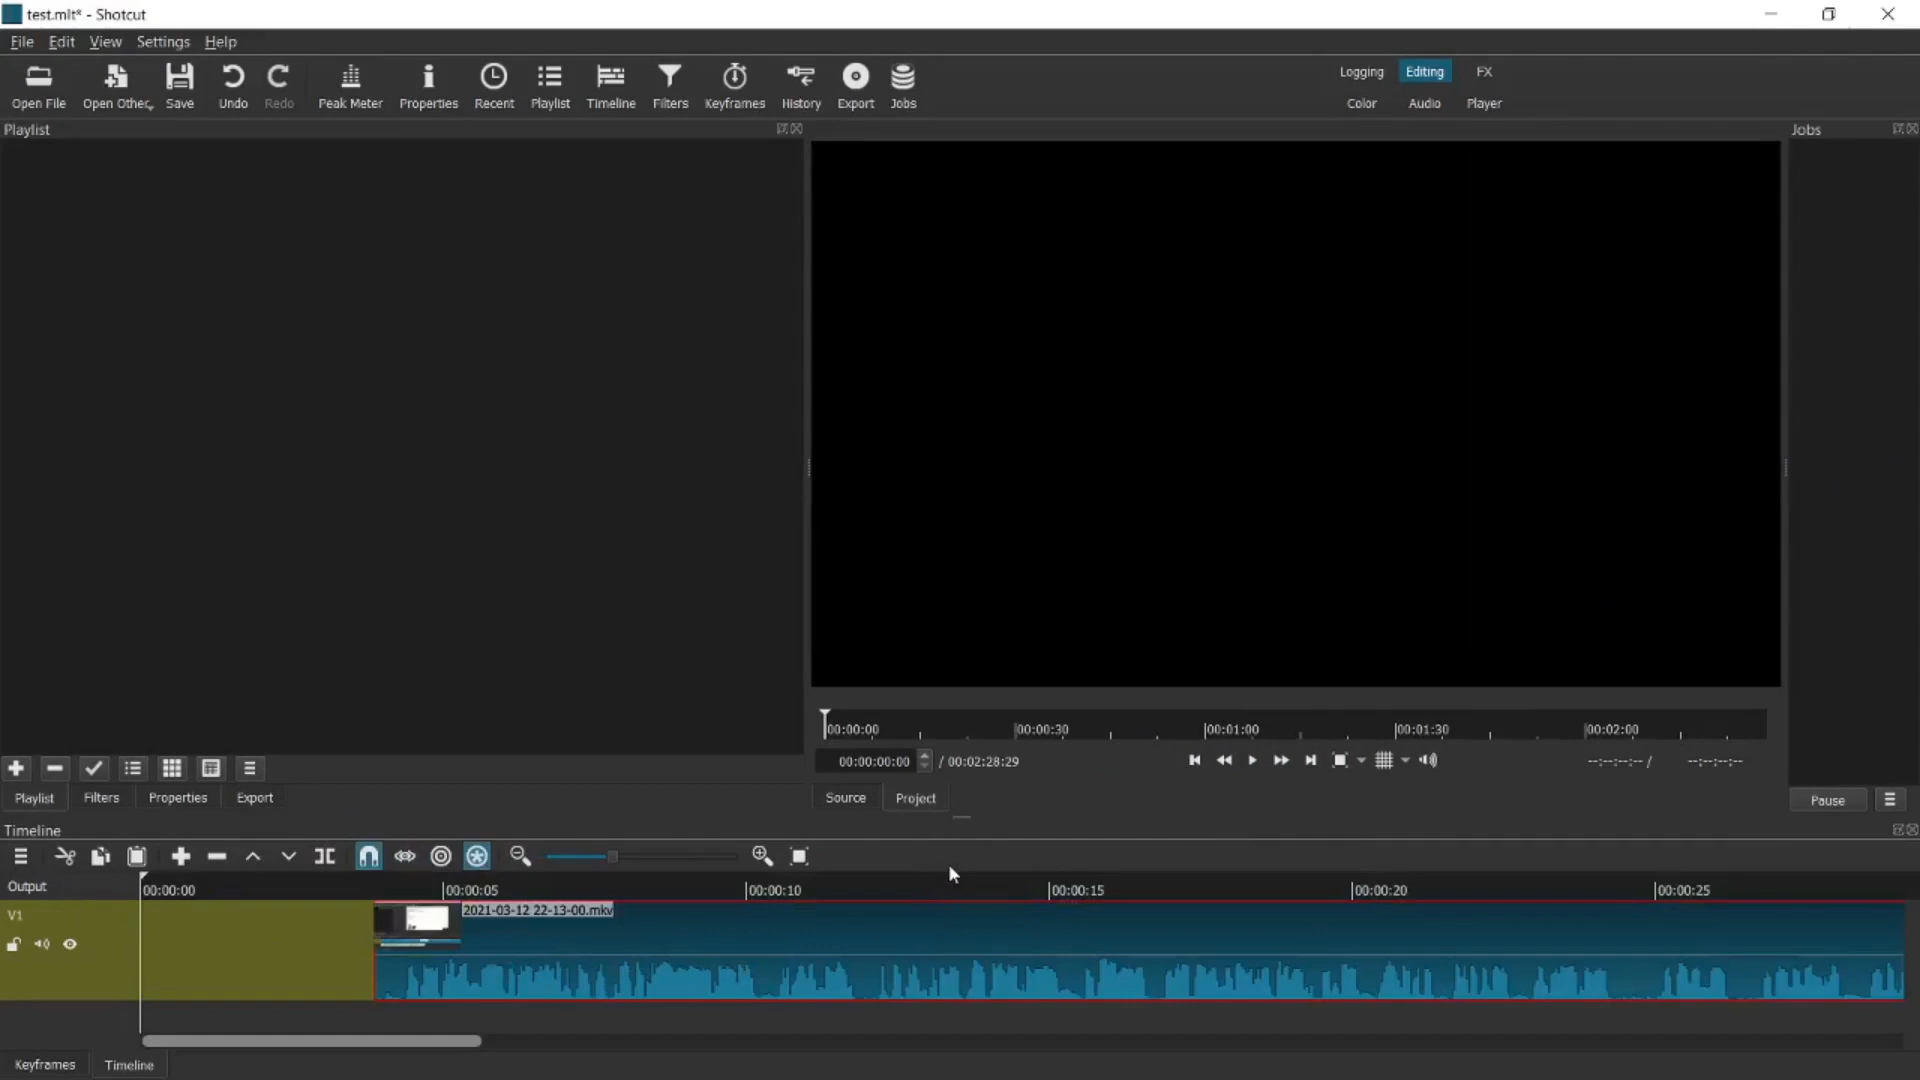 test.mlt* - Shotcut
File Edit View Settings Help
Open File Open Other Save Undo Redo Peak Meter Properties Recent Playlist Timeline Filters Keyframes History Export Jobs
Logging Editing FX
Color Audio Player
Playlist
Jobs
00:00:00 00:00:30 00:01:00 00:01:30 00:02:00
00:00:00:00 / 00:02:28:29 --:--:--:-- / --:--:--:--
Playlist Filters Properties Export
Source Project
Pause
Timeline
Output
00:00:00 00:00:05 00:00:10 00:00:15 00:00:20 00:00:25
V1
2021-03-12 22-13-00.mkv
Keyframes Timeline